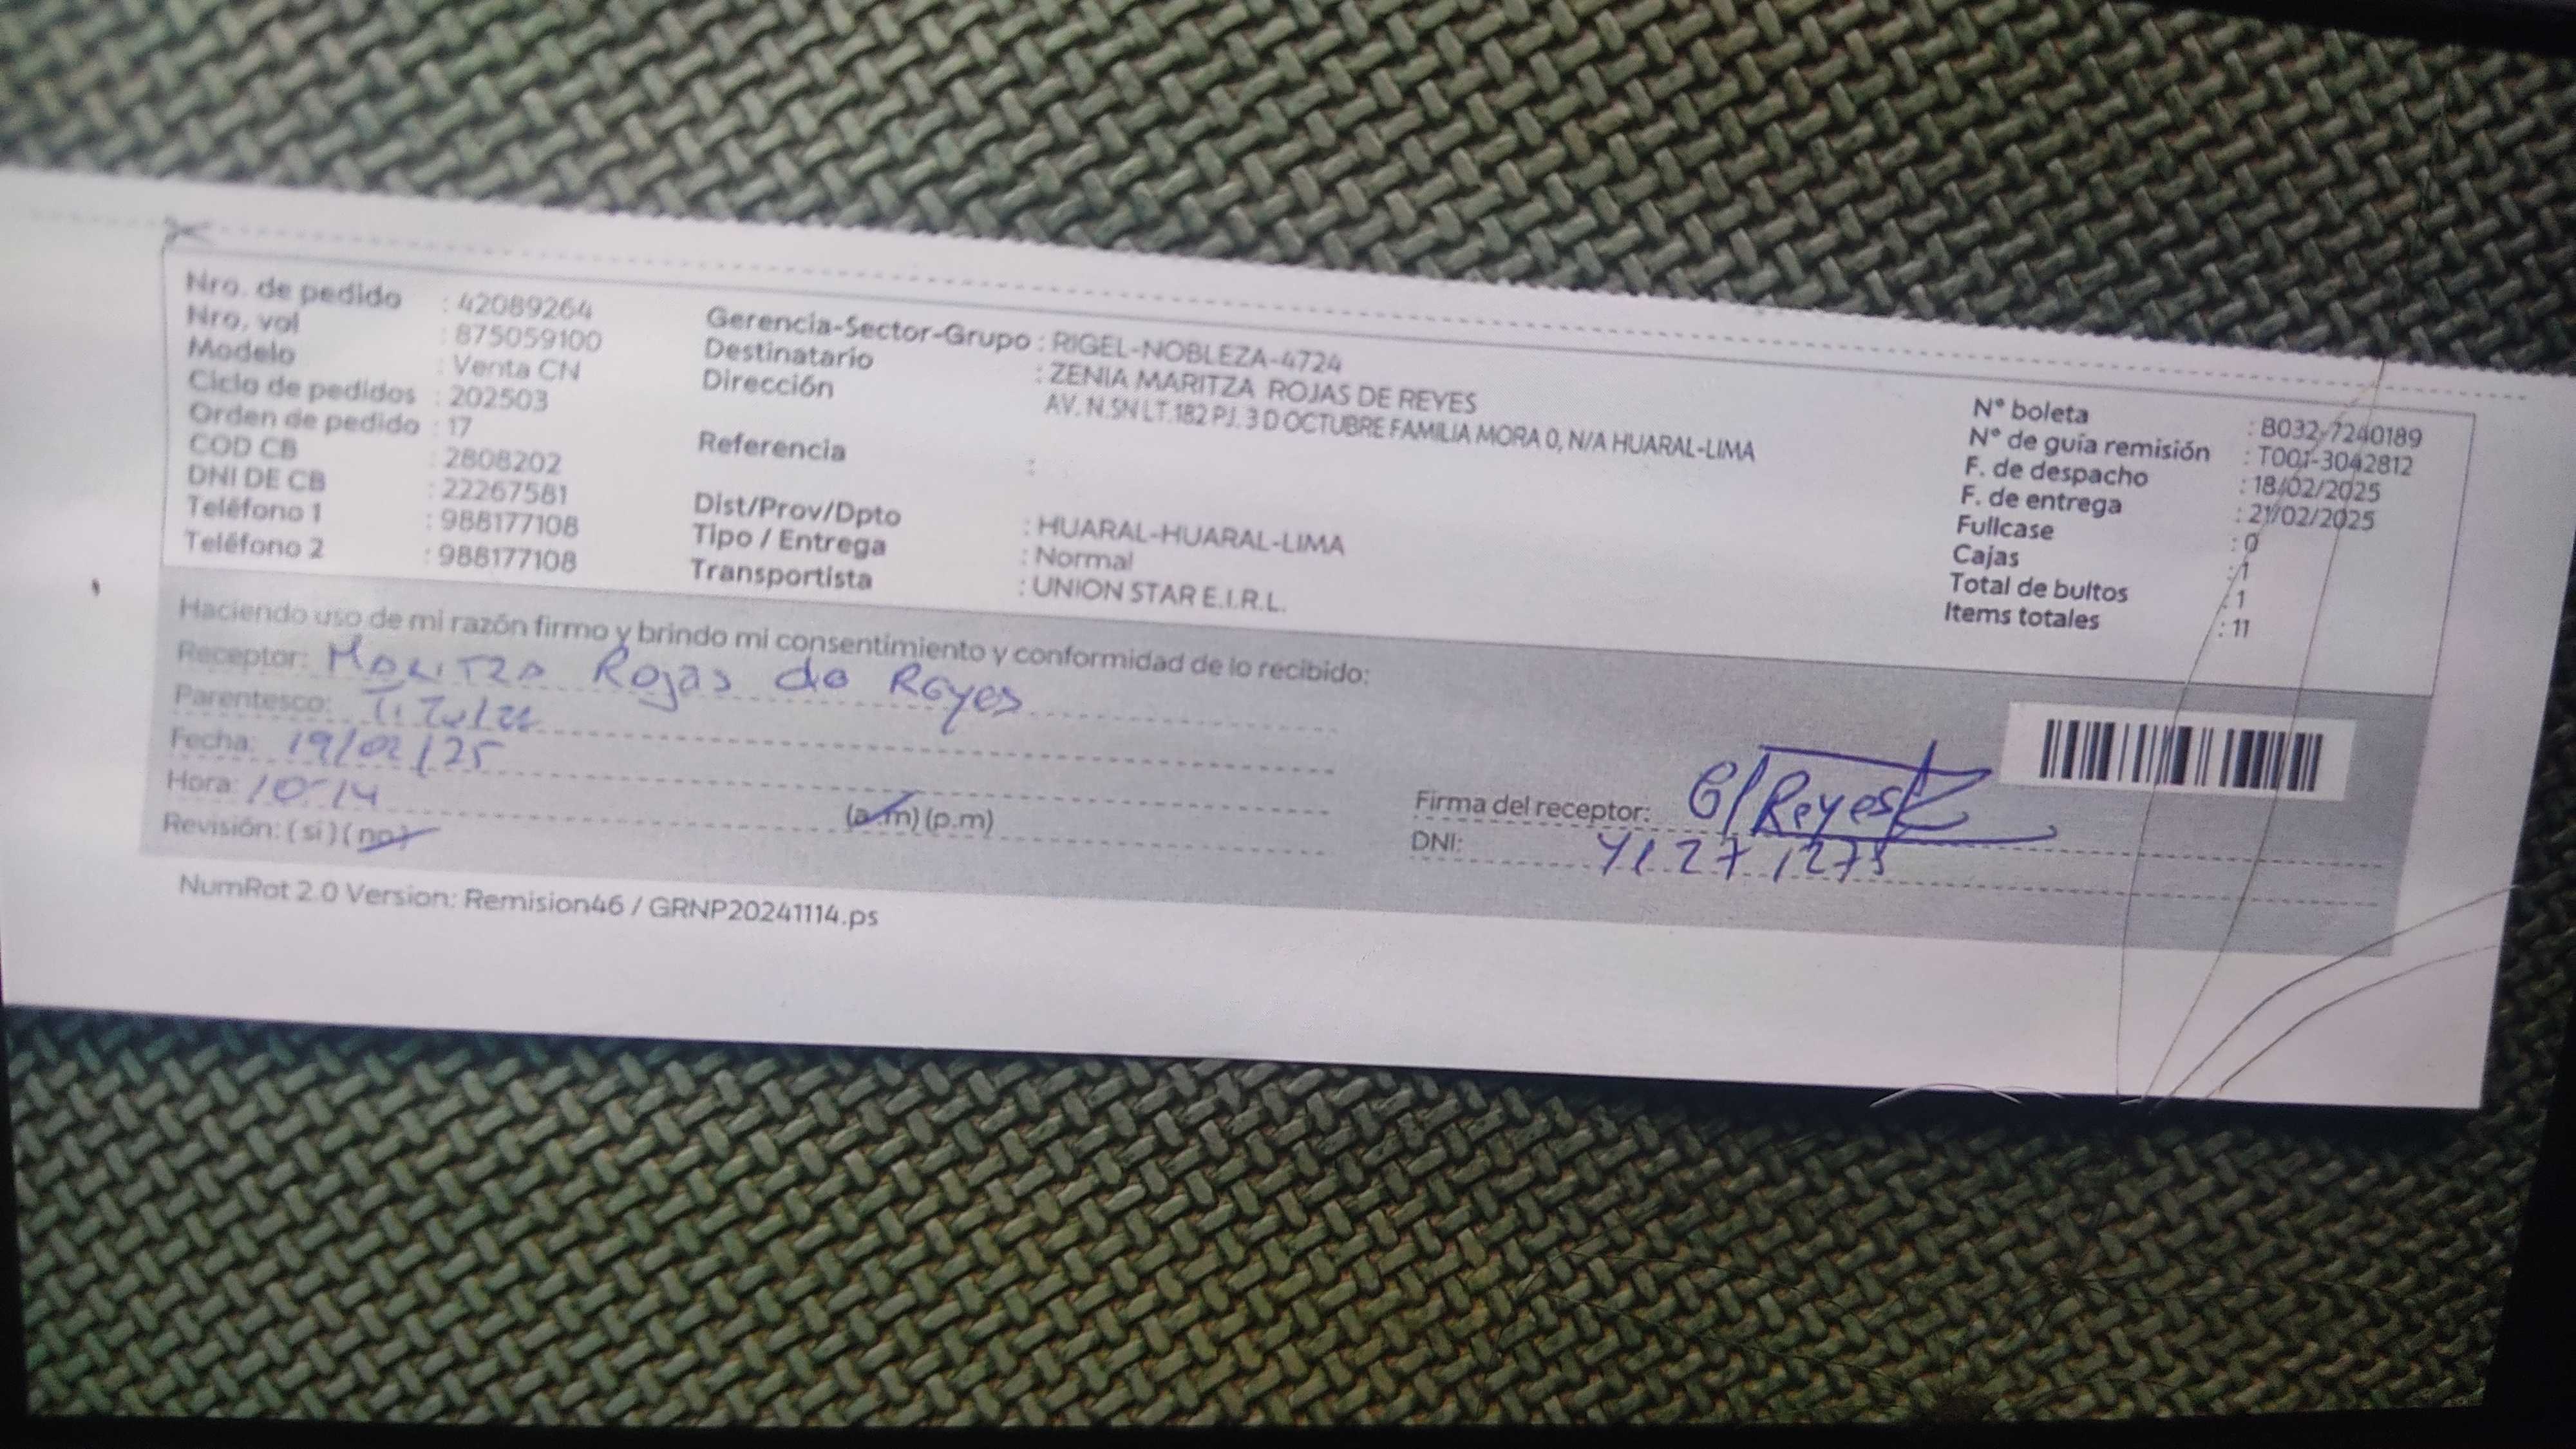 Nro. de pedido : 42089264
Nro. vol : 875059100
Modelo : Venta CN
Ciclo de pedidos : 202503
Orden de pedido : 17
COD CB : 2808202
DNI DE CB : 22267581
Teléfono 1 : 988177108
Teléfono 2 : 988177108
Gerencia-Sector-Grupo : RIGEL-NOBLEZA-4724
Destinatario : ZENIA MARITZA ROJAS DE REYES
Dirección AV. N.SN LT.182 PJ. 3 D OCTUBRE FAMILIA MORA 0, N/A HUARAL-LIMA
Referencia :
Dist/Prov/Dpto : HUARAL-HUARAL-LIMA
Tipo / Entrega : Normal
Transportista : UNION STAR E.I.R.L.
N° boleta : B032-7240189
N° de guía remisión : T001-3042812
F. de despacho : 18/02/2025
F. de entrega : 21/02/2025
Fullcase : 0
Cajas : 1
Total de bultos : 1
Items totales : 11
Haciendo uso de mi razón firmo y brindo mi consentimiento y conformidad de lo recibido:
Receptor: Maritza Rojas de Reyes
Parentesco: Titular
Fecha: 19/02/25
Hora: 10:14 (a.m) (p.m)
Revisión: (si) (no)
Firma del receptor: Reyes
DNI:
NumRot 2.0 Version: Remision46 / GRNP20241114.ps